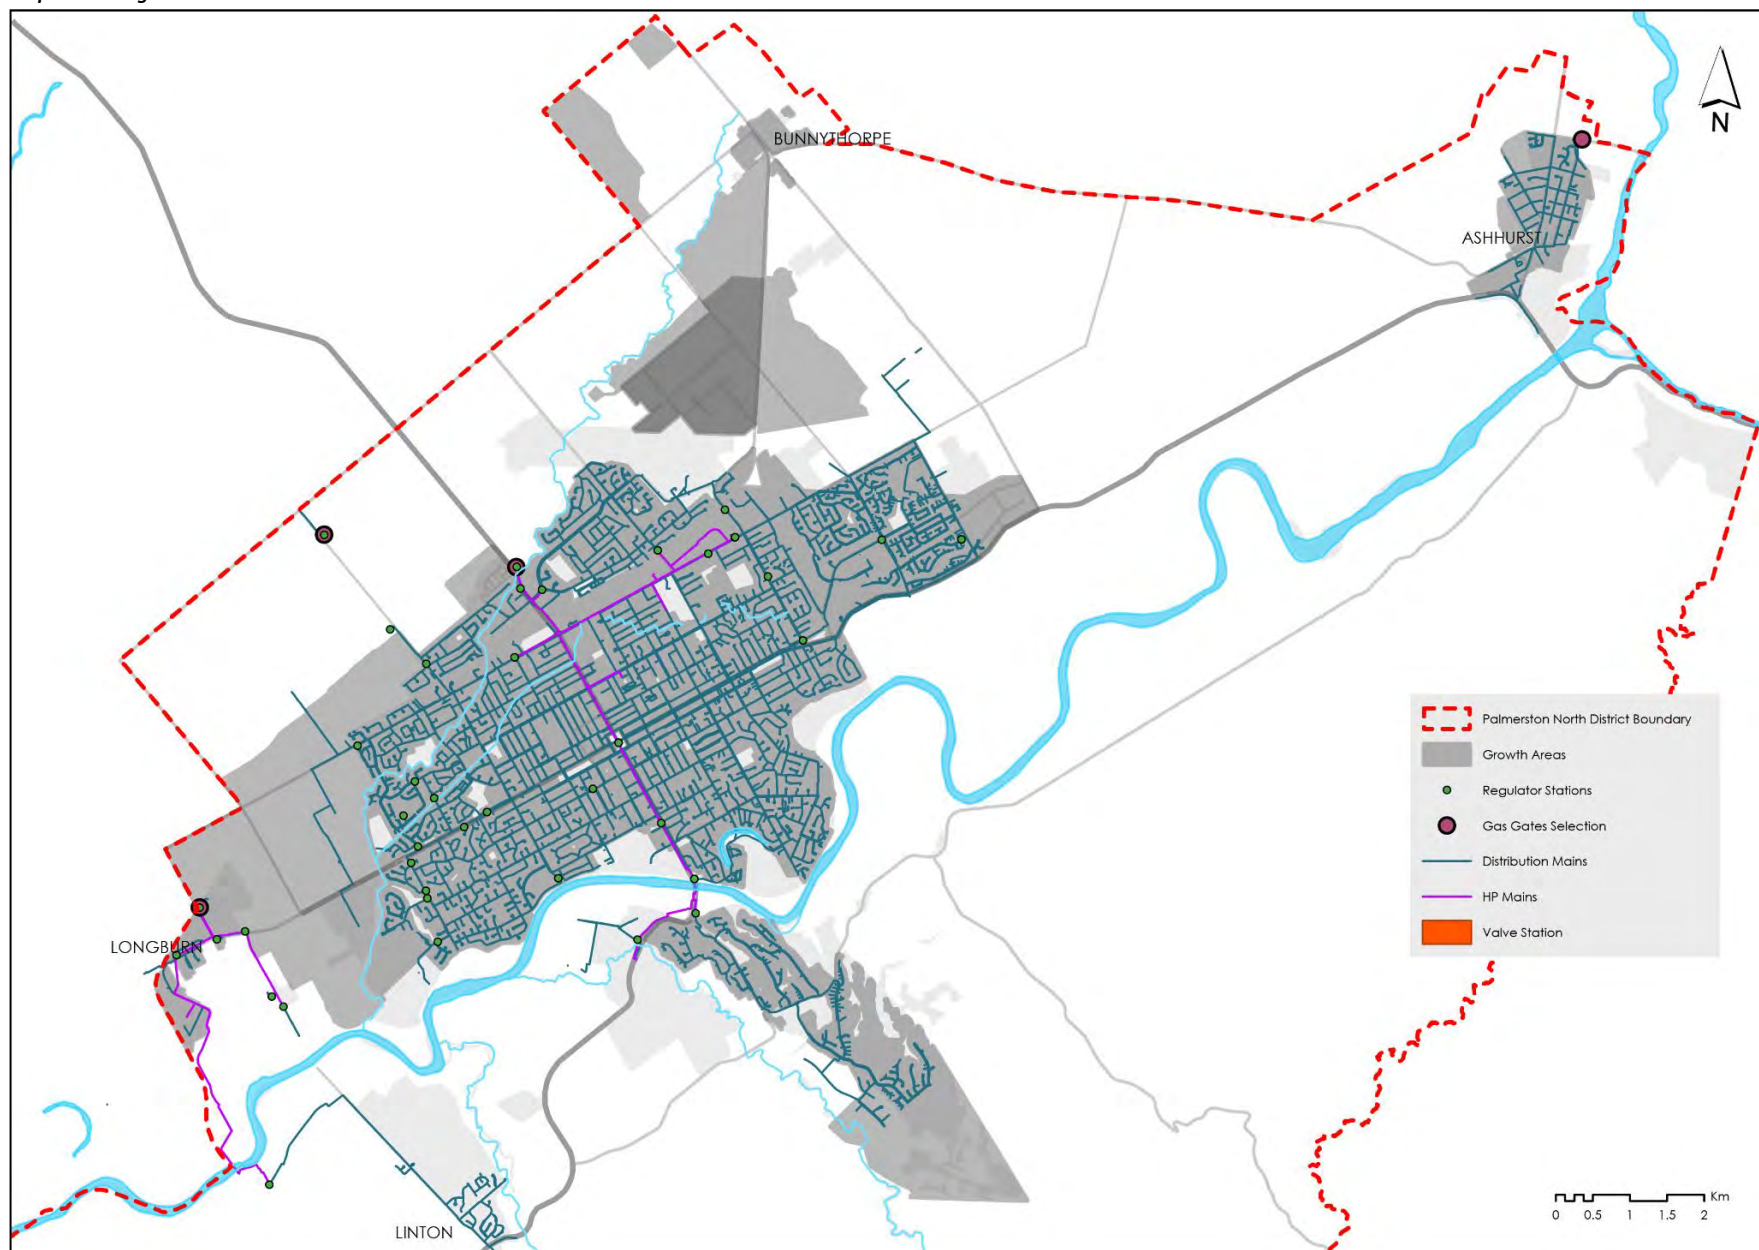 N
BUNNYTHORPE
ASHHURST
LONGBURN
LINTON
Palmerston North District Boundary
Growth Areas
Regulator Stations
Gas Gates Selection
Distribution Mains
HP Mains
Valve Station
Km
0 0.5 1 1.5 2